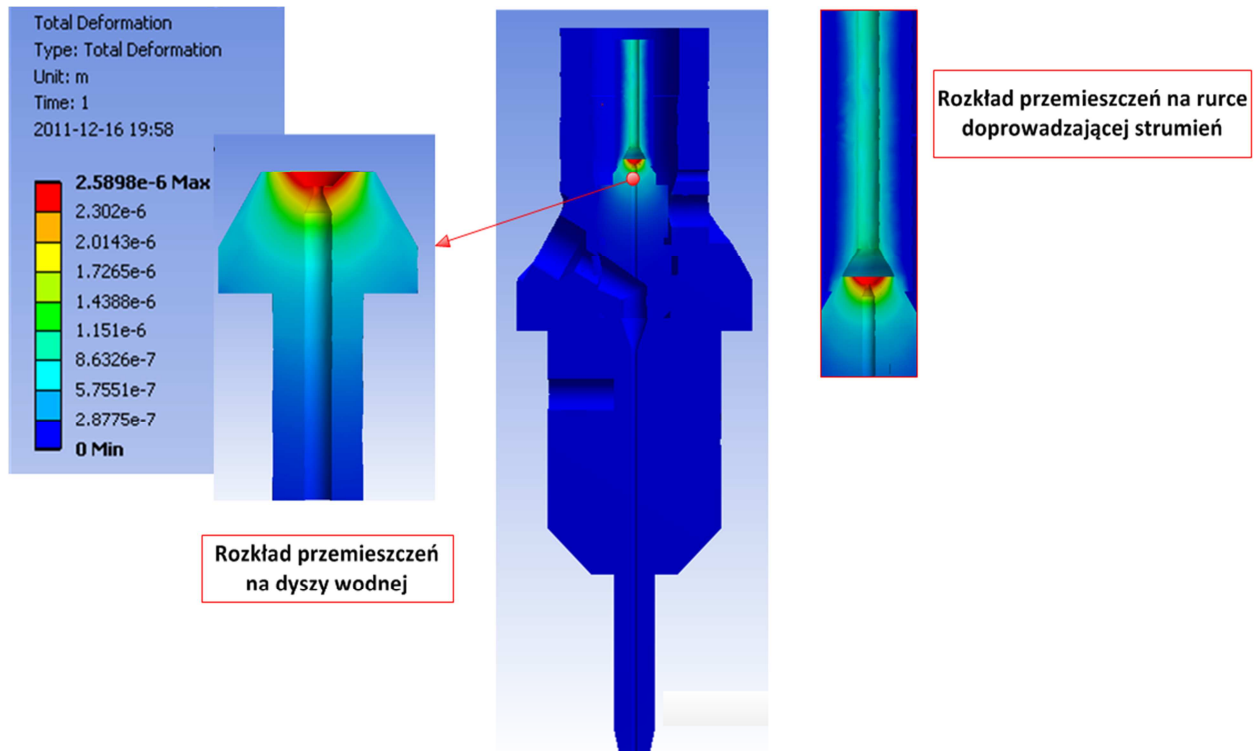 Total Deformation
Type: Total Deformation
Unit: m
Time: 1
2011-12-16 19:58
2.5898e-6 Max
2.302e-6
2.0143e-6
1.7265e-6
1.4388e-6
1.151e-6
8.6326e-7
5.7551e-7
2.8775e-7
0 Min
Rozkład przemieszczeń
na dyszy wodnej
Rozkład przemieszczeń na rurce
doprowadzającej strumień